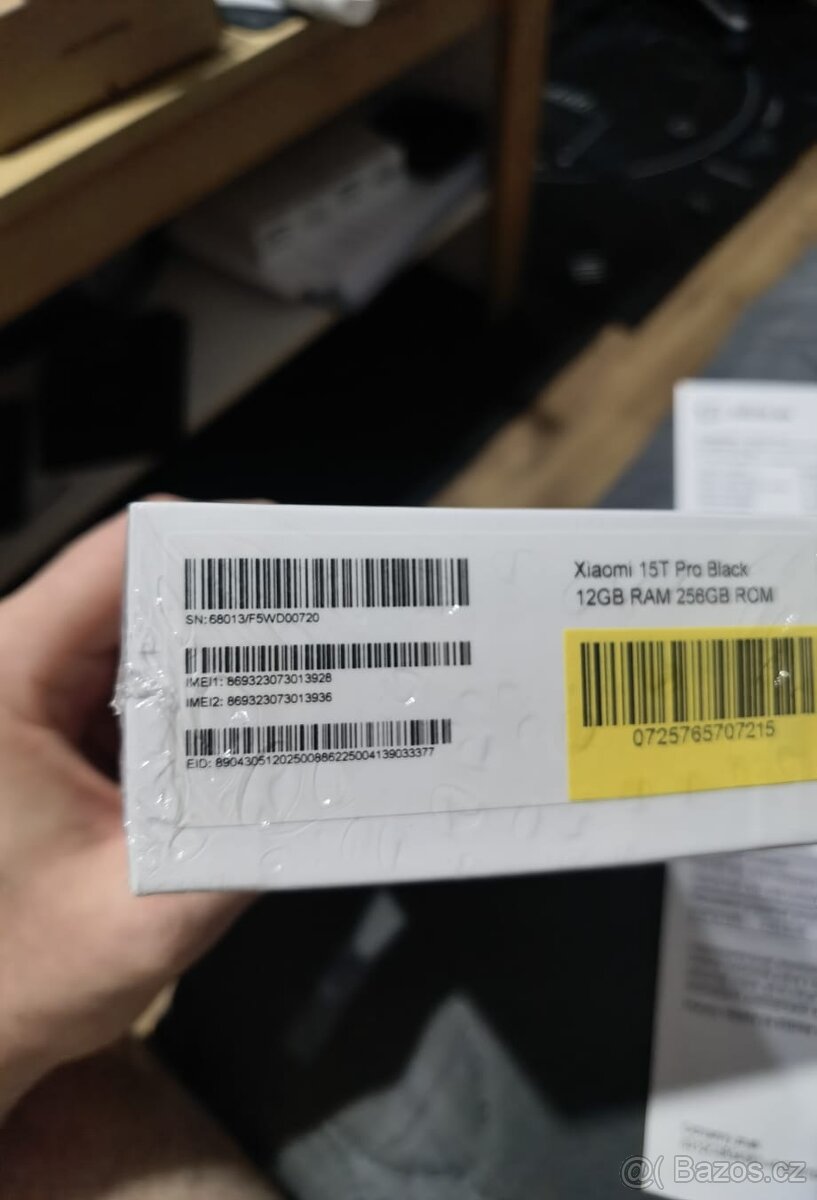 SN: 68013/F5WD00720
IMEI1: 869323073013928
IMEI2: 869323073013936
EID: 89043051202500886225004139033377
Xiaomi 15T Pro Black
12GB RAM 256GB ROM
0725765707215
@( Bazos.cz